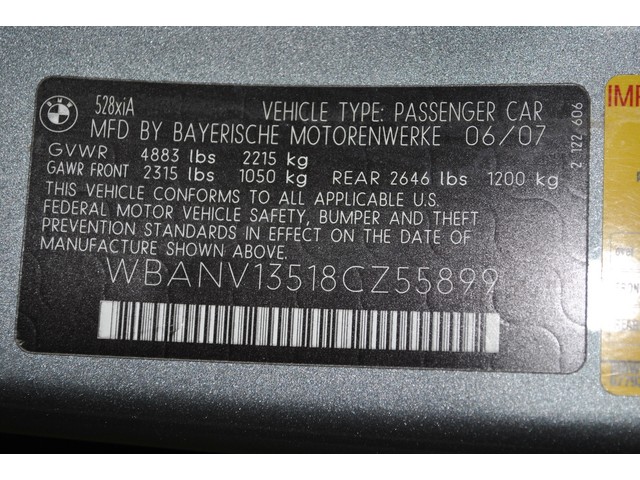 BMW
528xiA
VEHICLE TYPE: PASSENGER CAR
MFD BY BAYERISCHE MOTORENWERKE 06/07
GVWR 4883 lbs 2215 kg
GAWR FRONT 2315 lbs 1050 kg REAR 2646 lbs 1200 kg
THIS VEHICLE CONFORMS TO ALL APPLICABLE U.S.
FEDERAL MOTOR VEHICLE SAFETY, BUMPER AND THEFT
PREVENTION STANDARDS IN EFFECT ON THE DATE OF
MANUFACTURE SHOWN ABOVE.
WBANV13518CZ55899
2 122 606